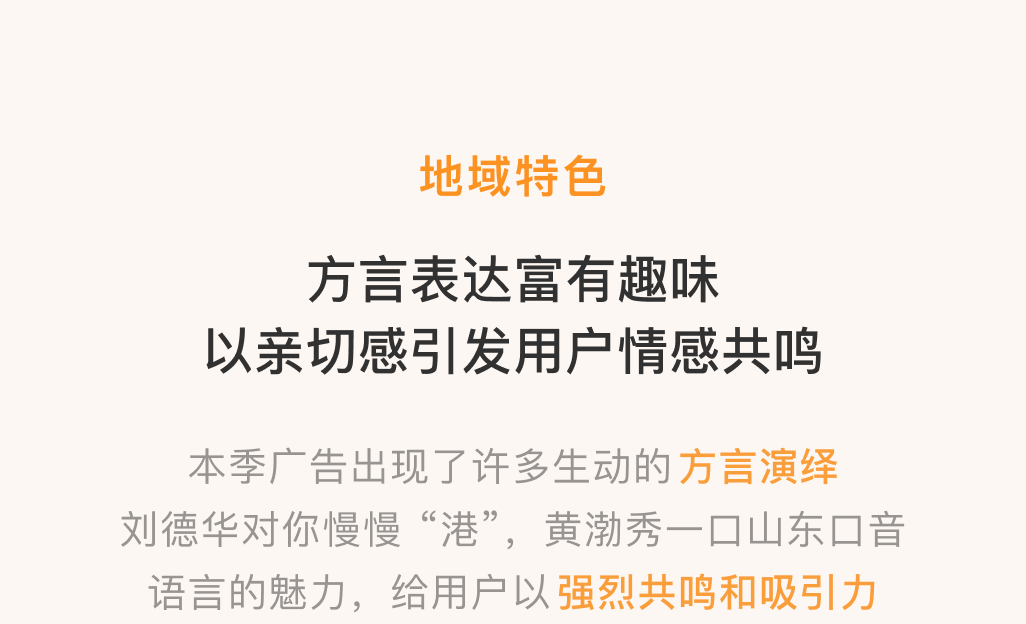 地域特色
方言表达富有趣味
以亲切感引发用户情感共鸣
本季广告出现了许多生动的方言演绎
刘德华对你慢慢“港”，黄渤秀一口山东口音
语言的魅力，给用户以强烈共鸣和吸引力